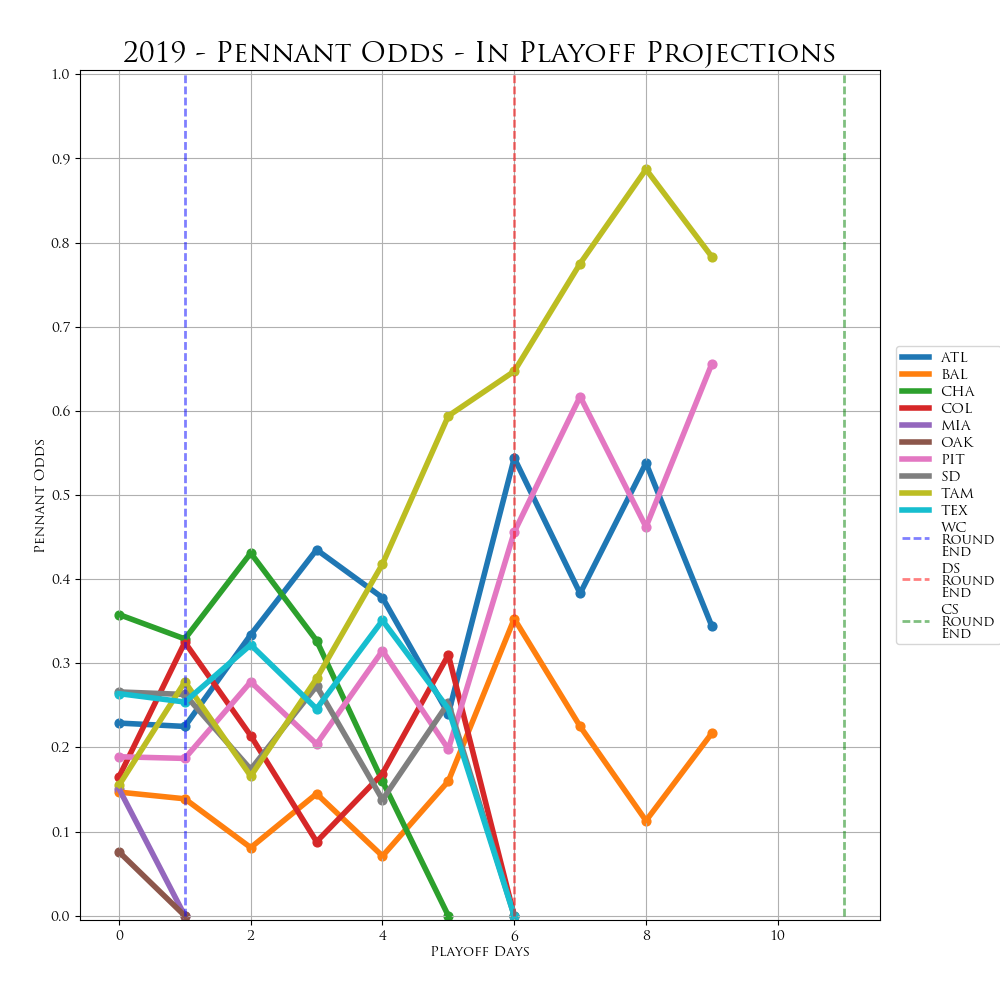 2019 - Pennant Odds - In Playoff Projections
1.0
0.9
0.8
0.7
0.6
0.5
0.4
0.3
0.2
0.1
0.0
Pennant Odds
0
2
4
6
8
10
Playoff Days
ATL
BAL
CHA
COL
MIA
OAK
PIT
SD
TAM
TEX
WC
Round
End
DS
Round
End
CS
Round
End